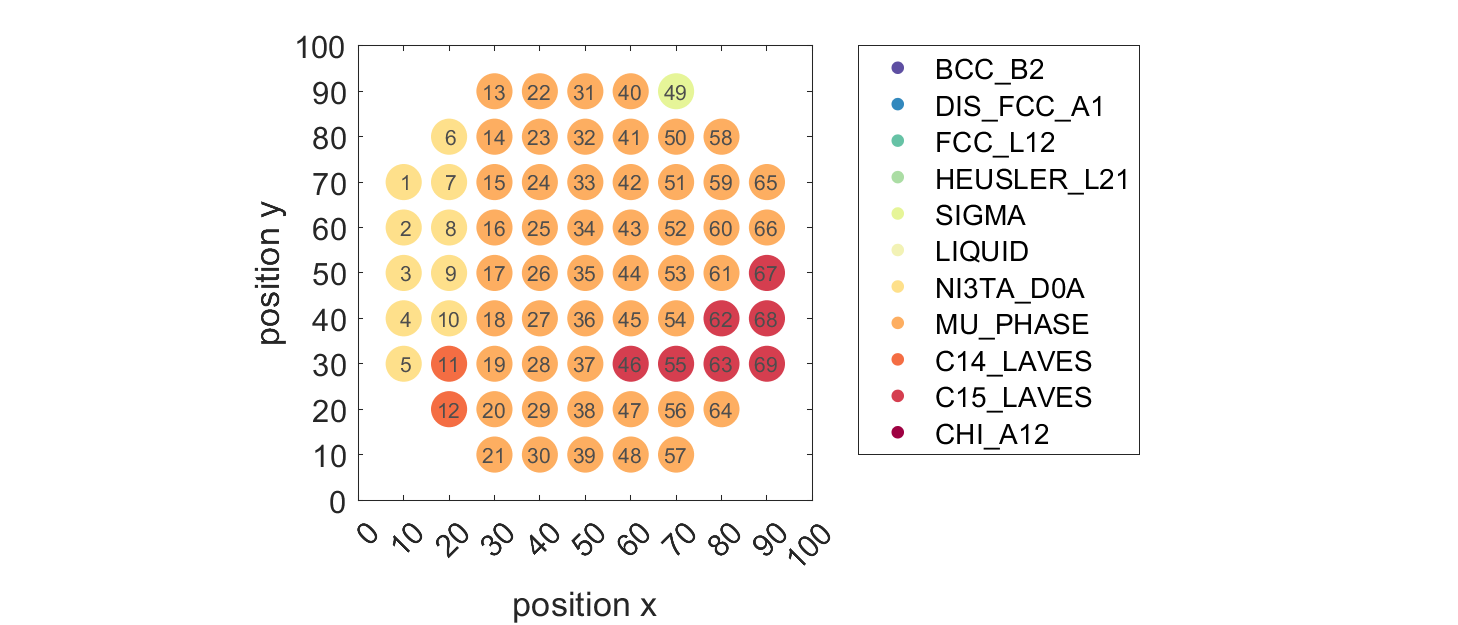 100
90 13 22 31 40 49
80 6 14 23 32 41 50 58
70 1 7 15 24 33 42 51 59 65
60 2 8 16 25 34 43 52 60 66
50 3 9 17 26 35 44 53 61 67
40 4 10 18 27 36 45 54 62 68
30 5 11 19 28 37 46 55 63 69
20 12 20 29 38 47 56 64
10 21 30 39 48 57
0
0 10 20 30 40 50 60 70 80 90 100
position x
position y
BCC_B2
DIS_FCC_A1
FCC_L12
HEUSLER_L21
SIGMA
LIQUID
NI3TA_D0A
MU_PHASE
C14_LAVES
C15_LAVES
CHI_A12